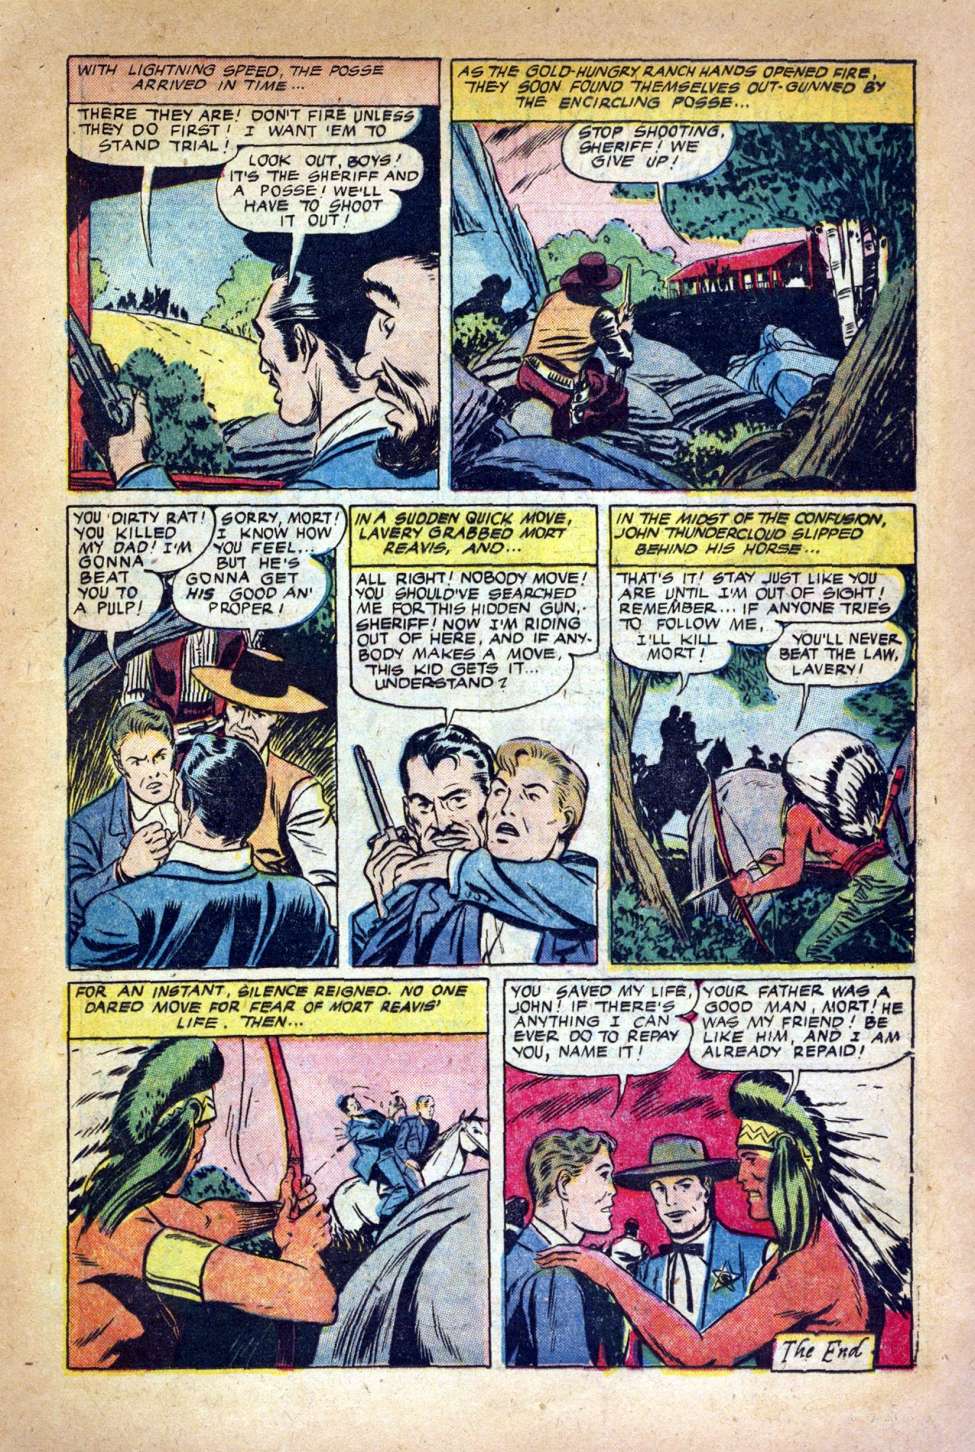 WITH LIGHTNING SPEED, THE POSSE
ARRIVED IN TIME...
THERE THEY ARE! DON'T FIRE UNLESS
THEY DO FIRST! I WANT 'EM TO
STAND TRIAL!
LOOK OUT, BOYS!
IT'S THE SHERIFF AND
A POSSE! WE'LL
HAVE TO SHOOT
IT OUT!
AS THE GOLD-HUNGRY RANCH HANDS OPENED FIRE,
THEY SOON FOUND THEMSELVES OUT-GUNNED BY
THE ENCIRCLING POSSE...
STOP SHOOTING,
SHERIFF! WE
GIVE UP!
YOU DIRTY RAT!
YOU KILLED
MY DAD! I'M
GONNA
BEAT
YOU TO
A PULP!
SORRY, MORT!
I KNOW HOW
YOU FEEL...
BUT HE'S
GONNA GET
HIS GOOD AN'
PROPER!
IN A SUDDEN QUICK MOVE,
LAVERY GRABBED MORT
REAVIS, AND...
ALL RIGHT! NOBODY MOVE!
YOU SHOULD'VE SEARCHED
ME FOR THIS HIDDEN GUN,
SHERIFF! NOW I'M RIDING
OUT OF HERE, AND IF ANY-
BODY MAKES A MOVE,
THIS KID GETS IT...
UNDERSTAND?
IN THE MIDST OF THE CONFUSION,
JOHN THUNDERCLOUD SLIPPED
BEHIND HIS HORSE...
THAT'S IT! STAY JUST LIKE YOU
ARE UNTIL I'M OUT OF SIGHT!
REMEMBER... IF ANYONE TRIES
TO FOLLOW ME,
I'LL KILL
MORT!
YOU'LL NEVER
BEAT THE LAW,
LAVERY!
FOR AN INSTANT, SILENCE REIGNED. NO ONE
DARED MOVE FOR FEAR OF MORT REAVIS'
LIFE. THEN...
YOU SAVED MY LIFE,
JOHN! IF THERE'S
ANYTHING I CAN
EVER DO TO REPAY
YOU, NAME IT!
YOUR FATHER WAS A
GOOD MAN, MORT! HE
WAS MY FRIEND! BE
LIKE HIM, AND I AM
ALREADY REPAID!
The End